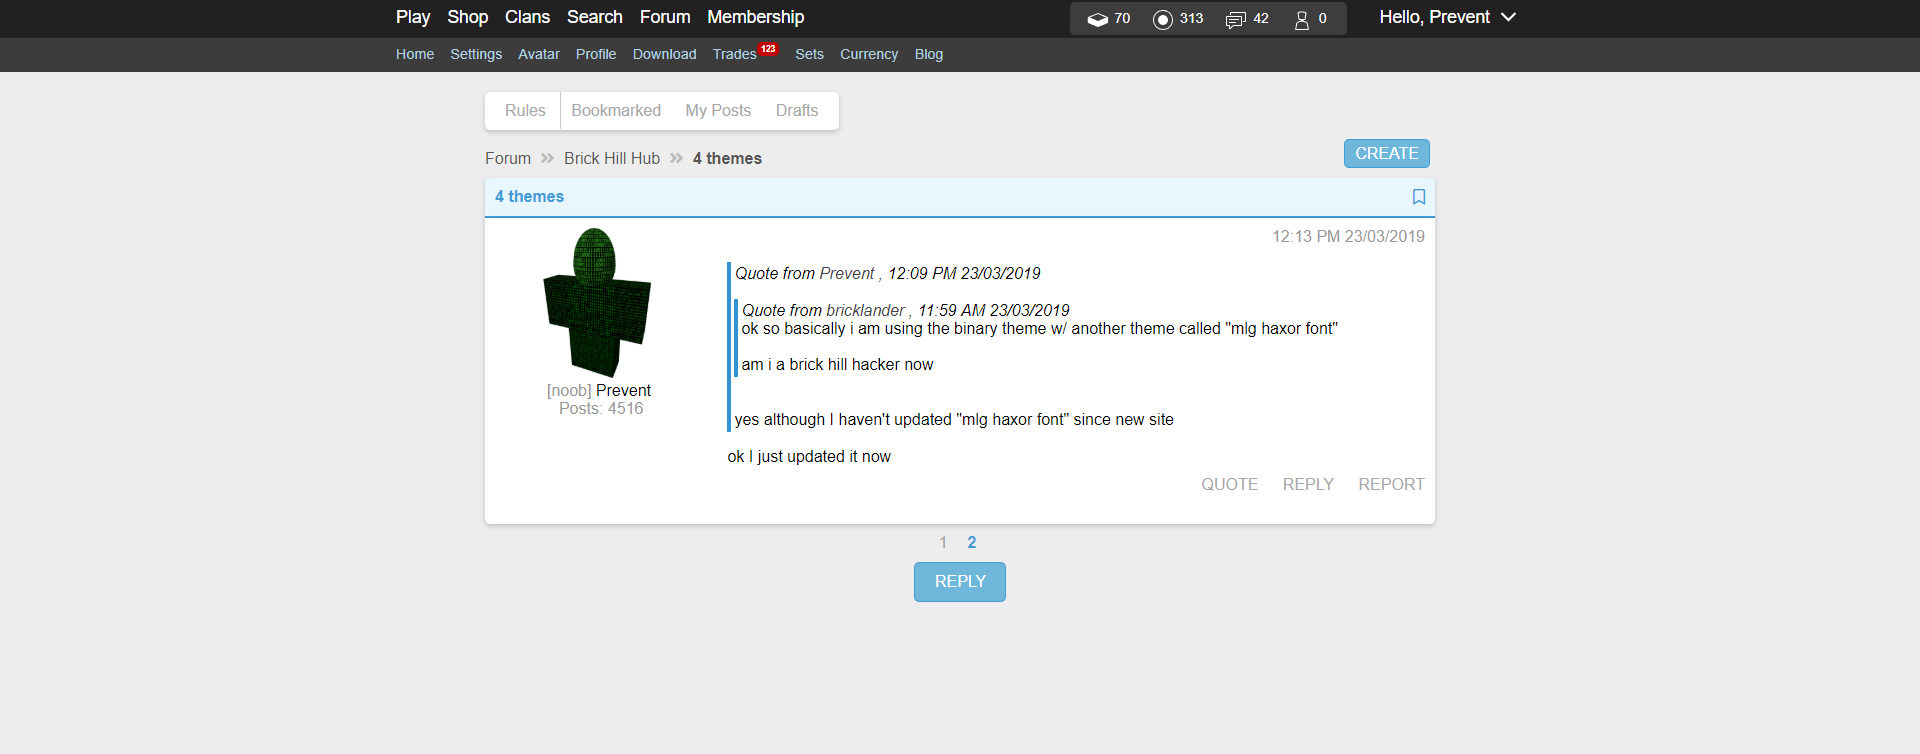 Play Shop Clans Search Forum Membership 70 313 42 0 Hello, Prevent
Home Settings Avatar Profile Download Trades 123 Sets Currency Blog
Rules Bookmarked My Posts Drafts
Forum » Brick Hill Hub » 4 themes
CREATE
4 themes
12:13 PM 23/03/2019
Quote from Prevent , 12:09 PM 23/03/2019
Quote from bricklander , 11:59 AM 23/03/2019
ok so basically i am using the binary theme w/ another theme called "mlg haxor font"
am i a brick hill hacker now
[noob] Prevent
Posts: 4516
yes although I haven't updated "mlg haxor font" since new site
ok I just updated it now
QUOTE REPLY REPORT
1 2
REPLY